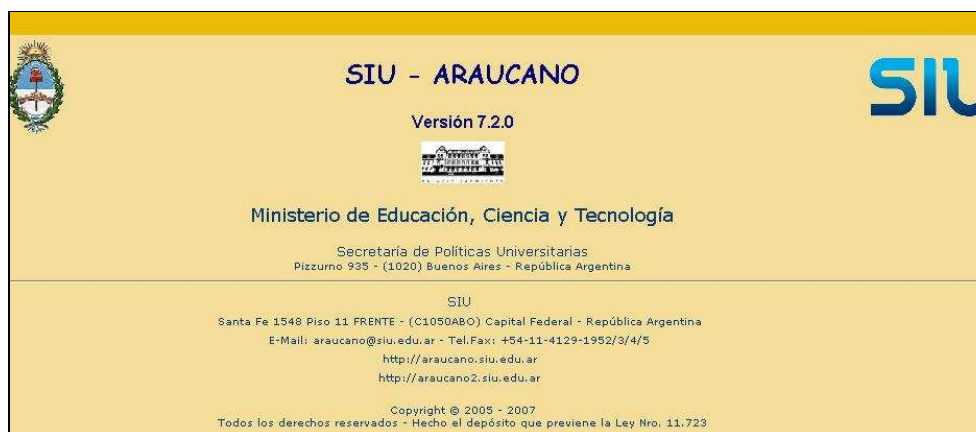 SIU - ARAUCANO
SIU
Versión 7.2.0
Ministerio de Educación, Ciencia y Tecnología
Secretaría de Políticas Universitarias
Pizzurno 935 - (1020) Buenos Aires - República Argentina
SIU
Santa Fe 1548 Piso 11 FRENTE - (C1050ABO) Capital Federal - República Argentina
E-Mail: araucano@siu.edu.ar - Tel.Fax: +54-11-4129-1952/3/4/5
http://araucano.siu.edu.ar
http://araucano2.siu.edu.ar
Copyright © 2005 - 2007
Todos los derechos reservados - Hecho el depósito que previene la Ley Nro. 11.723